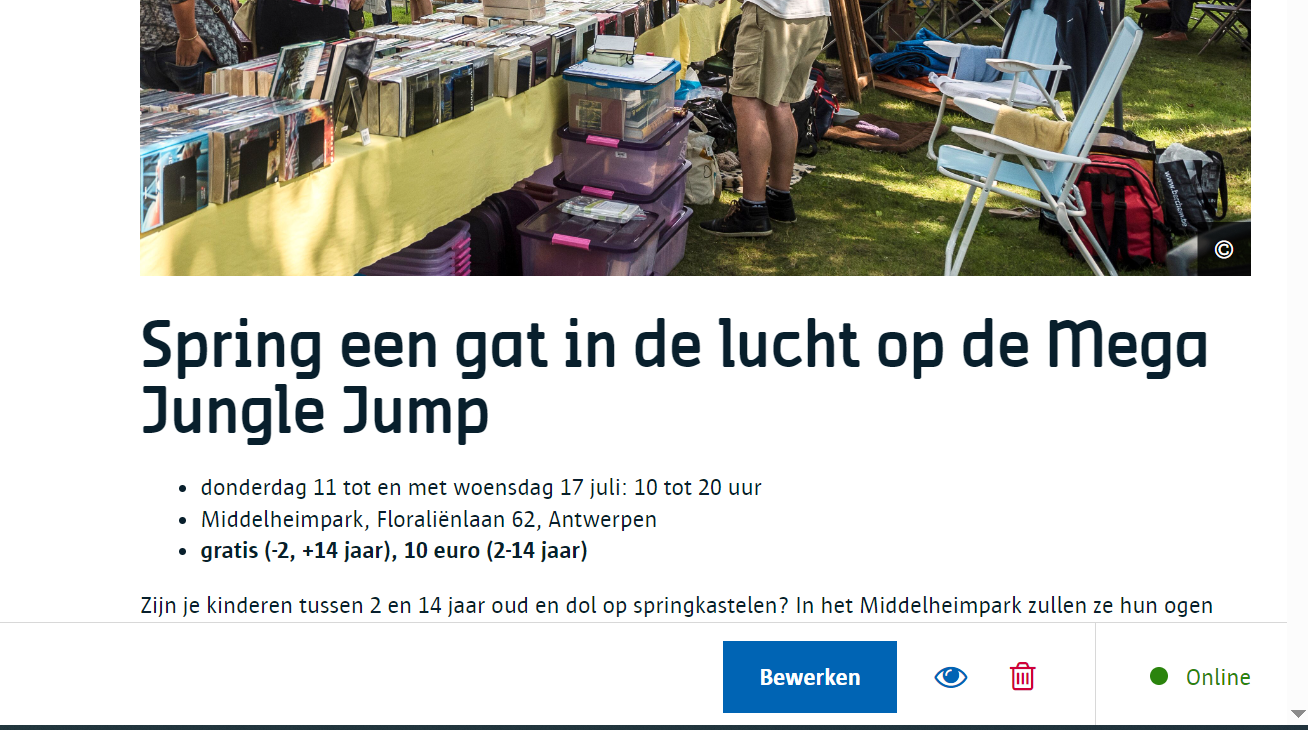 www.berchem.be
©
Spring een gat in de lucht op de Mega
Jungle Jump
• donderdag 11 tot en met woensdag 17 juli: 10 tot 20 uur
• Middelheimpark, Floraliënlaan 62, Antwerpen
• gratis (-2, +14 jaar), 10 euro (2-14 jaar)
Zijn je kinderen tussen 2 en 14 jaar oud en dol op springkastelen? In het Middelheimpark zullen ze hun ogen
Bewerken
Online